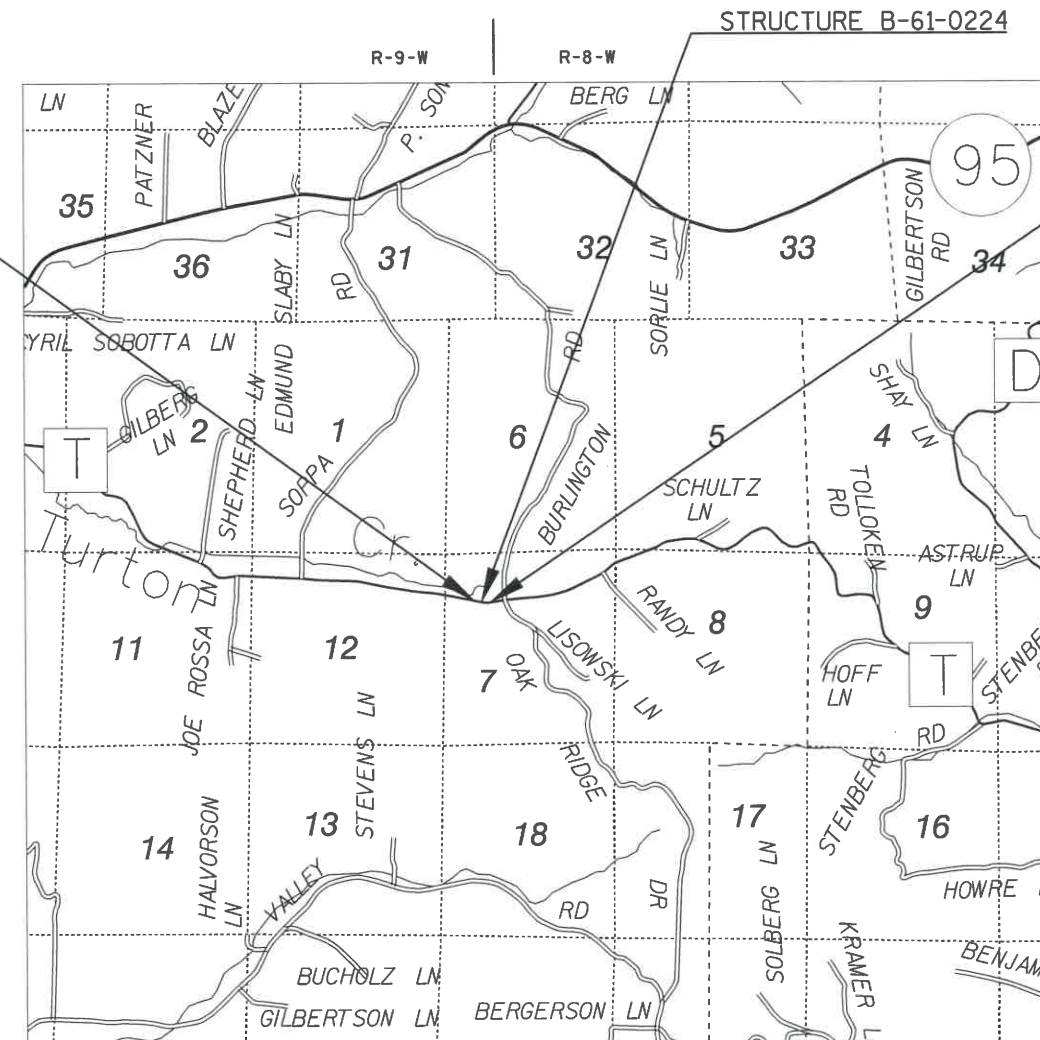 STRUCTURE B-61-0224
R-9-W
R-8-W
LN
PATZNER
BLAZE
P. SON
BERG LN
95
35
36
SLABY LN
31
RD
32
SORLIE LN
33
GILBERTSON
RD
34
YRIL SOBOTTA LN
EDMUND
RD
D
GILBERG
LN
2
SHEPHERD LN
1
6
5
SHAY LN
4
T
SOPPA
BURLINGTON
SCHULTZ
LN
TOLLOKEN
RD
Turton
Cr.
ASTRUP
LN
11
JOE ROSSA LN
12
7
OAK
LISOWSKI LN
RANDY LN
8
9
HOFF
LN
T
STENBE
STEVENS LN
RIDGE
RD
STENBERG
14
HALVORSON
LN
13
VALLEY
18
RD
DR
17
SOLBERG LN
16
HOWRE
KRAMER L
BENJAM
BUCHOLZ LN
GILBERTSON LN
BERGERSON LN